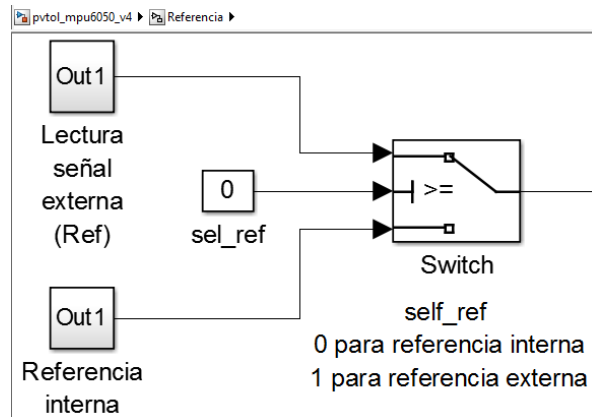 pvtol_mpu6050_v4 Referencia
Out1
Lectura
señal
externa
(Ref)
0
sel_ref
>=
Switch
Out1
Referencia
interna
self_ref
0 para referencia interna
1 para referencia externa